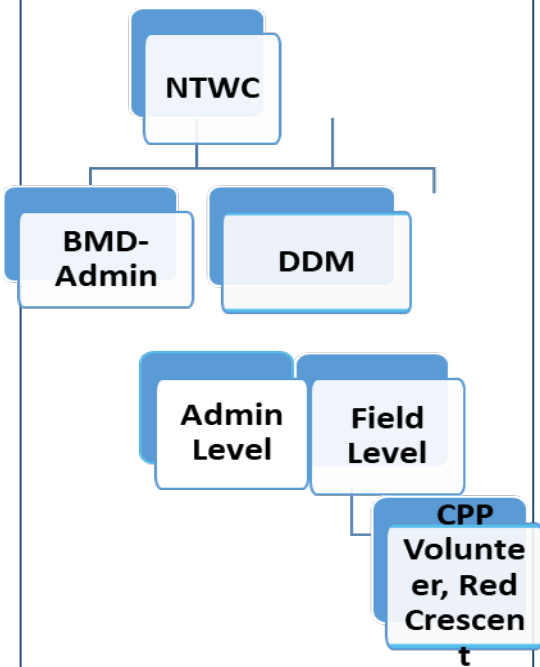 NTWC
BMD-
Admin
DDM
Admin
Level
Field
Level
CPP
Volunte
er, Red
Crescen
t